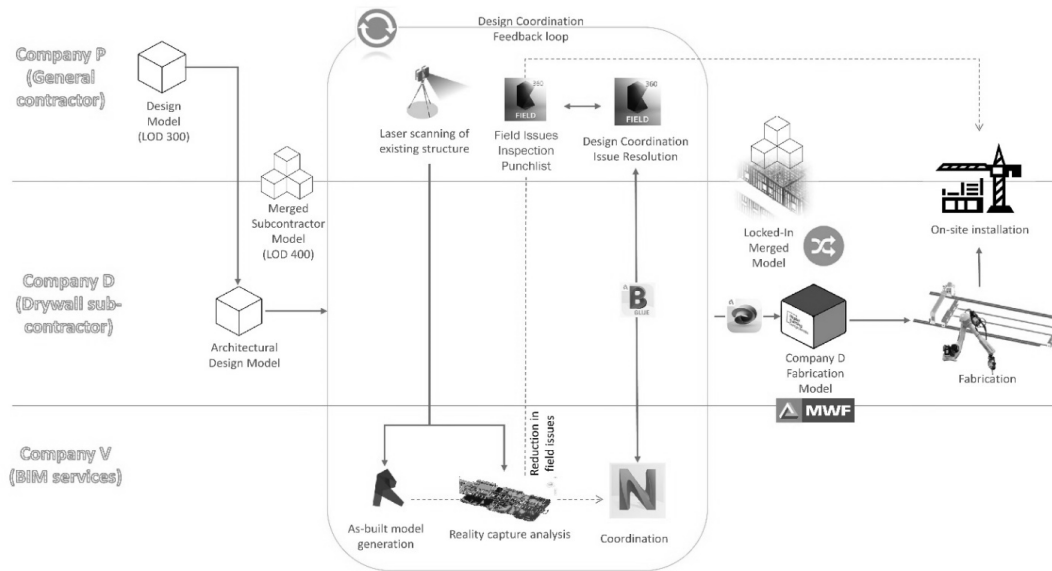 Design Coordination
Feedback loop
Company P
(General
contractor)
Design
Model
(LOD 300)
Laser scanning of
existing structure
360
FIELD
Field Issues
Inspection
Punchlist
360
FIELD
Design Coordination
Issue Resolution
Merged
Subcontractor
Model
(LOD 400)
Locked-In
Merged
Model
On-site installation
Company D
(Drywall sub-
contractor)
Architectural
Design Model
B
BLUE
Company D
Fabrication
Model
Fabrication
MWF
Company V
(BIM services)
Reduction in
field issues
As-built model
generation
Reality capture analysis
N
Coordination